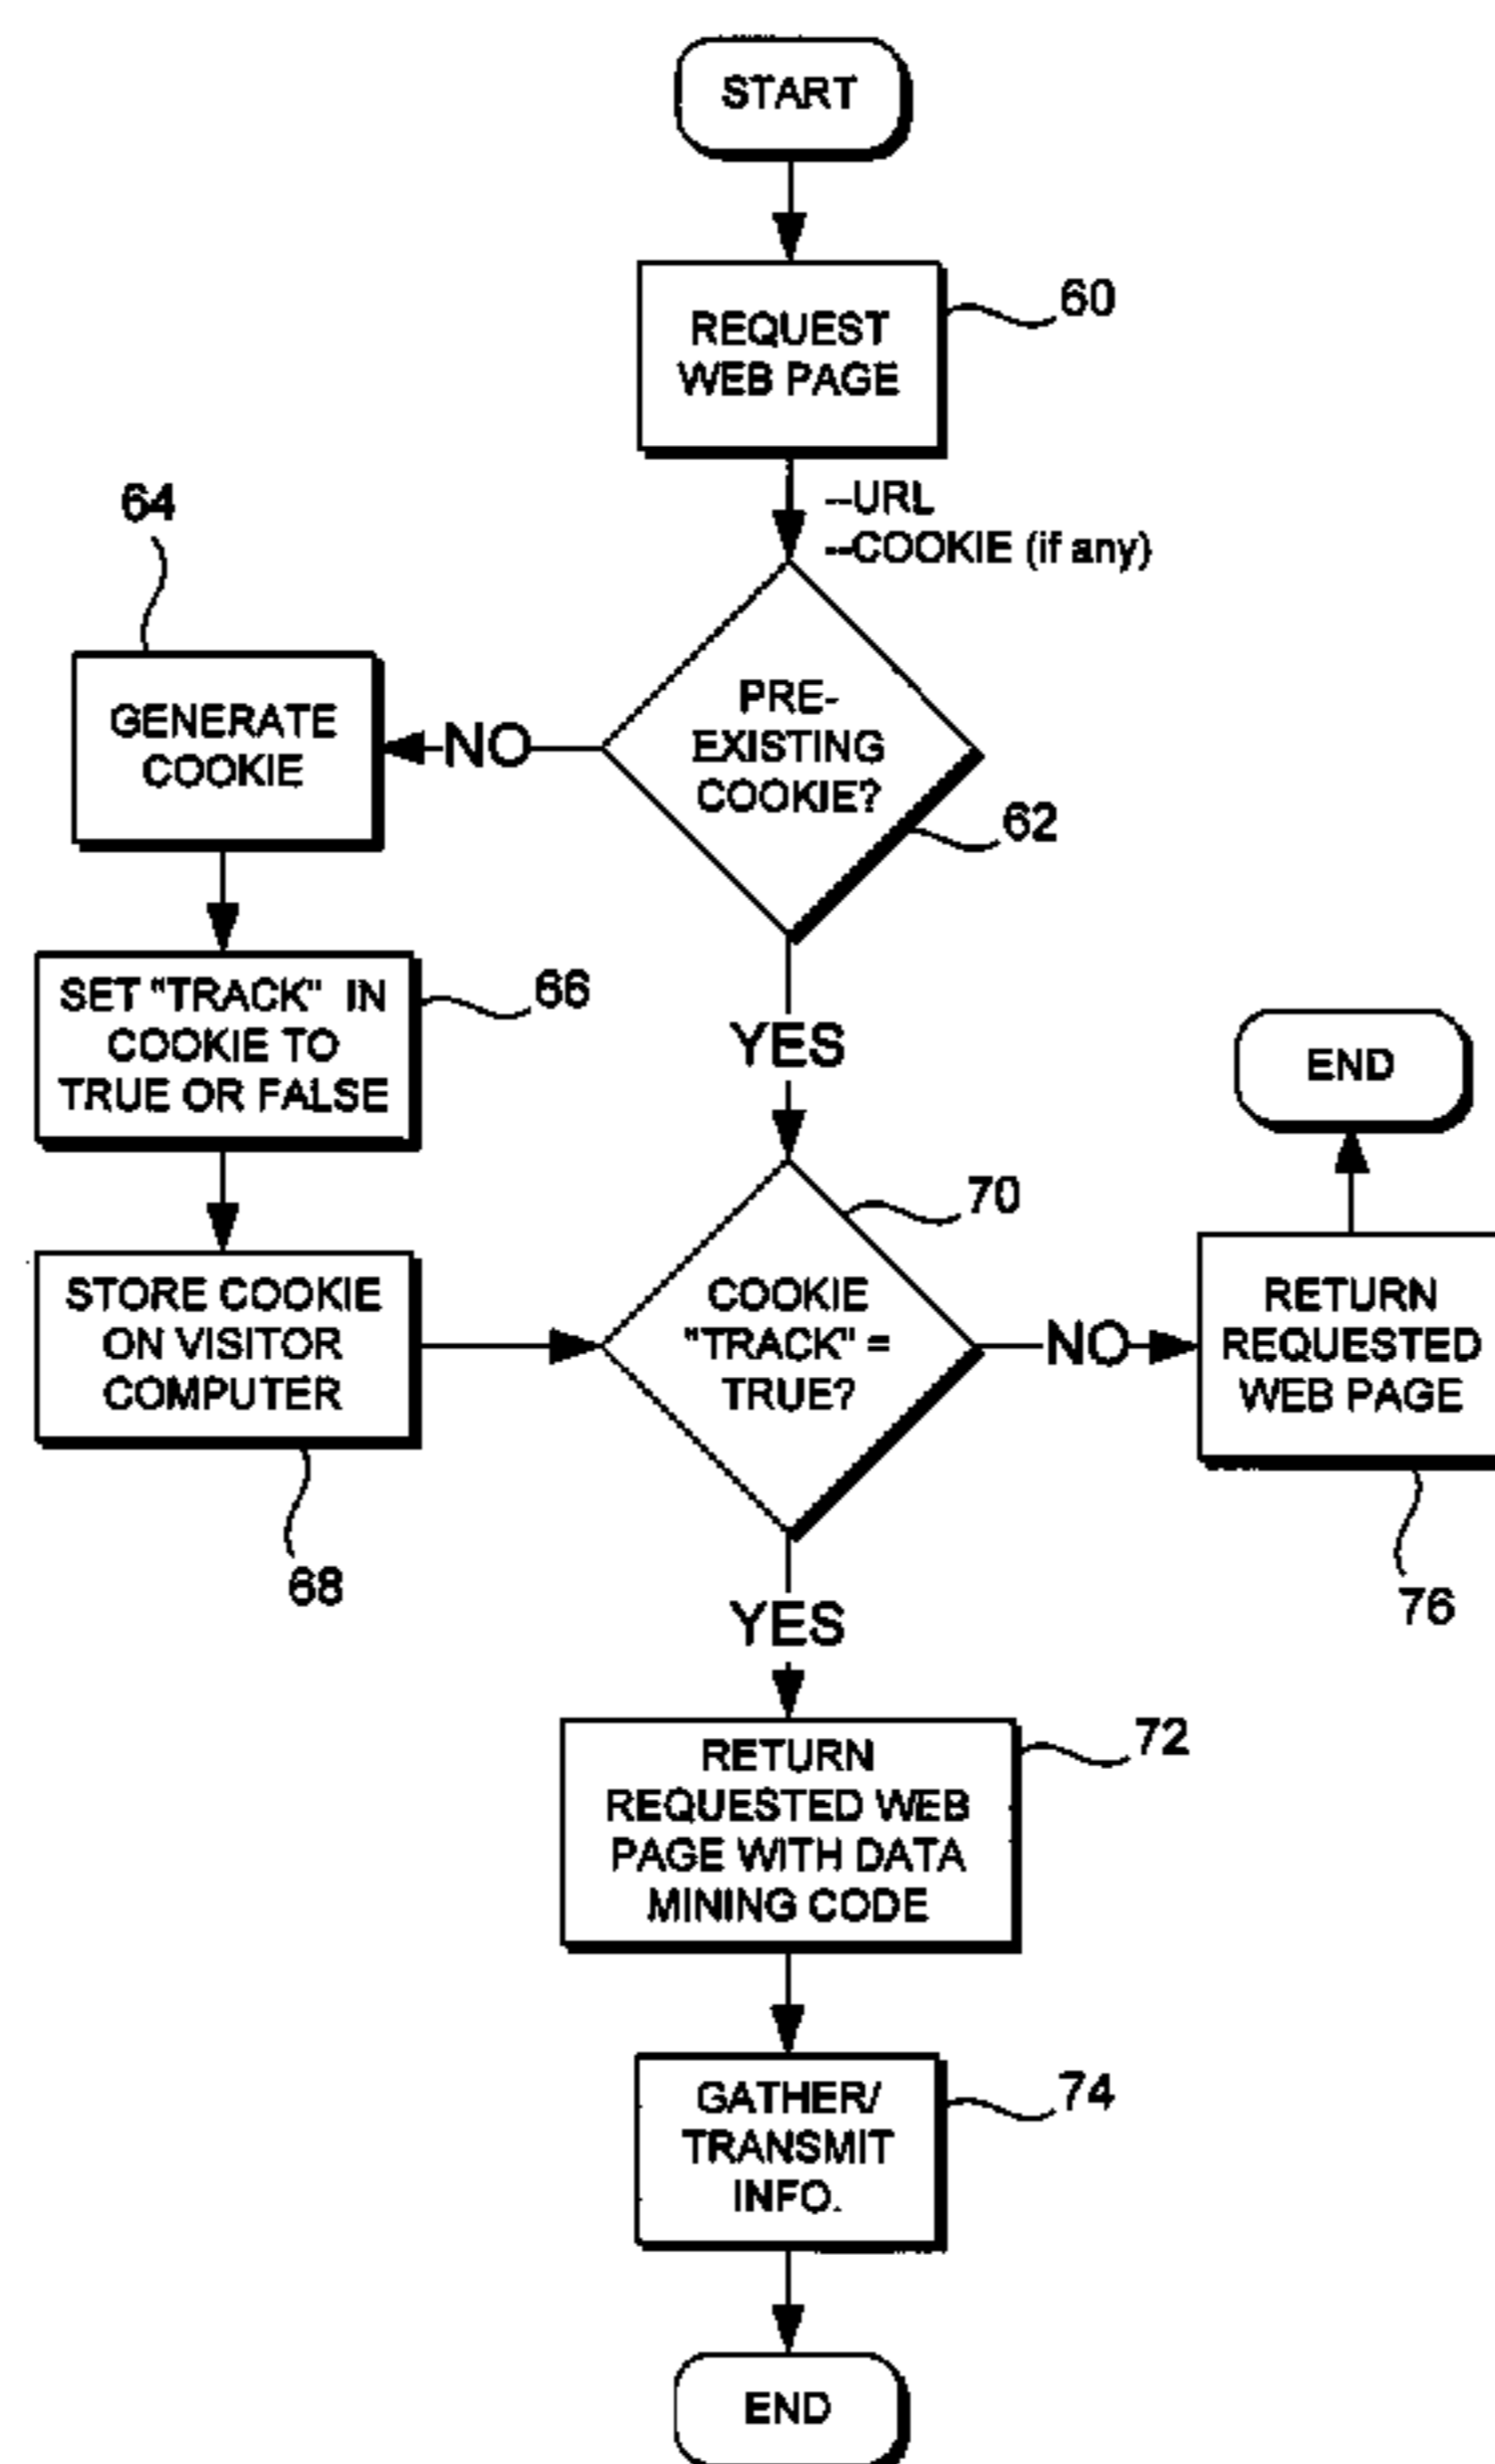 START
REQUEST
WEB PAGE
60
--URL
--COOKIE (if any)
64
GENERATE
COOKIE
NO
PRE-
EXISTING
COOKIE?
62
SET "TRACK" IN
COOKIE TO
TRUE OR FALSE
66
YES
END
STORE COOKIE
ON VISITOR
COMPUTER
68
70
COOKIE
"TRACK" =
TRUE?
NO
RETURN
REQUESTED
WEB PAGE
76
YES
RETURN
REQUESTED WEB
PAGE WITH DATA
MINING CODE
72
GATHER/
TRANSMIT
INFO.
74
END